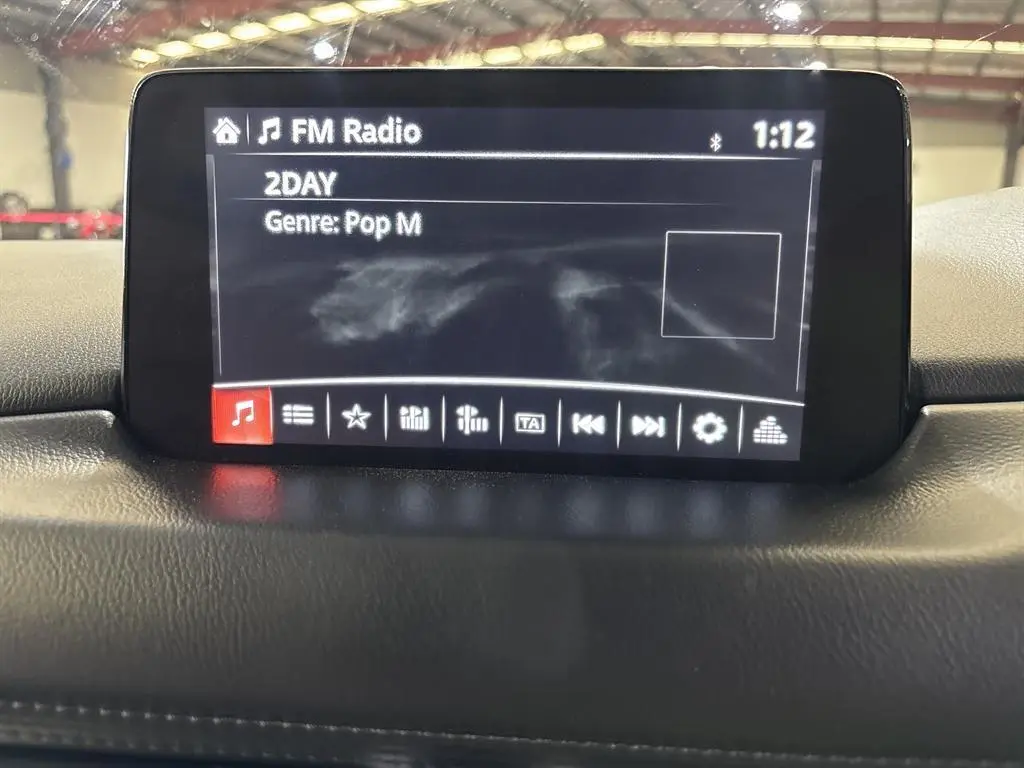 FM Radio
1:12
2DAY
Genre: Pop M
TA